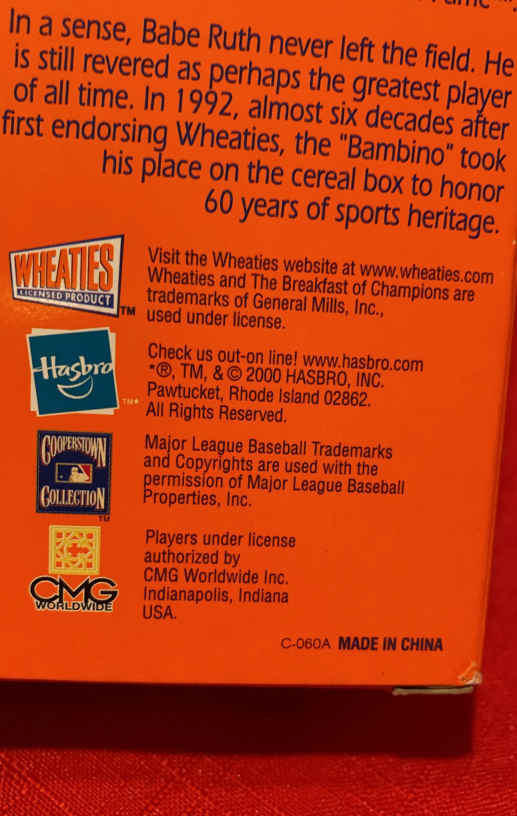 In a sense, Babe Ruth never left the field. He
is still revered as perhaps the greatest player
of all time. In 1992, almost six decades after
first endorsing Wheaties, the "Bambino" took
his place on the cereal box to honor
60 years of sports heritage.
WHEATIES
LICENSED PRODUCT
TM
Visit the Wheaties website at www.wheaties.com
Wheaties and The Breakfast of Champions are
trademarks of General Mills, Inc.,
used under license.
Hasbro
TM*
Check us out-on line! www.hasbro.com
*®, TM, & © 2000 HASBRO, INC.
Pawtucket, Rhode Island 02862.
All Rights Reserved.
COOPERSTOWN
COLLECTION
TM
Major League Baseball Trademarks
and Copyrights are used with the
permission of Major League Baseball
Properties, Inc.
CMG
WORLDWIDE
Players under license
authorized by
CMG Worldwide Inc.
Indianapolis, Indiana
USA.
C-060A MADE IN CHINA